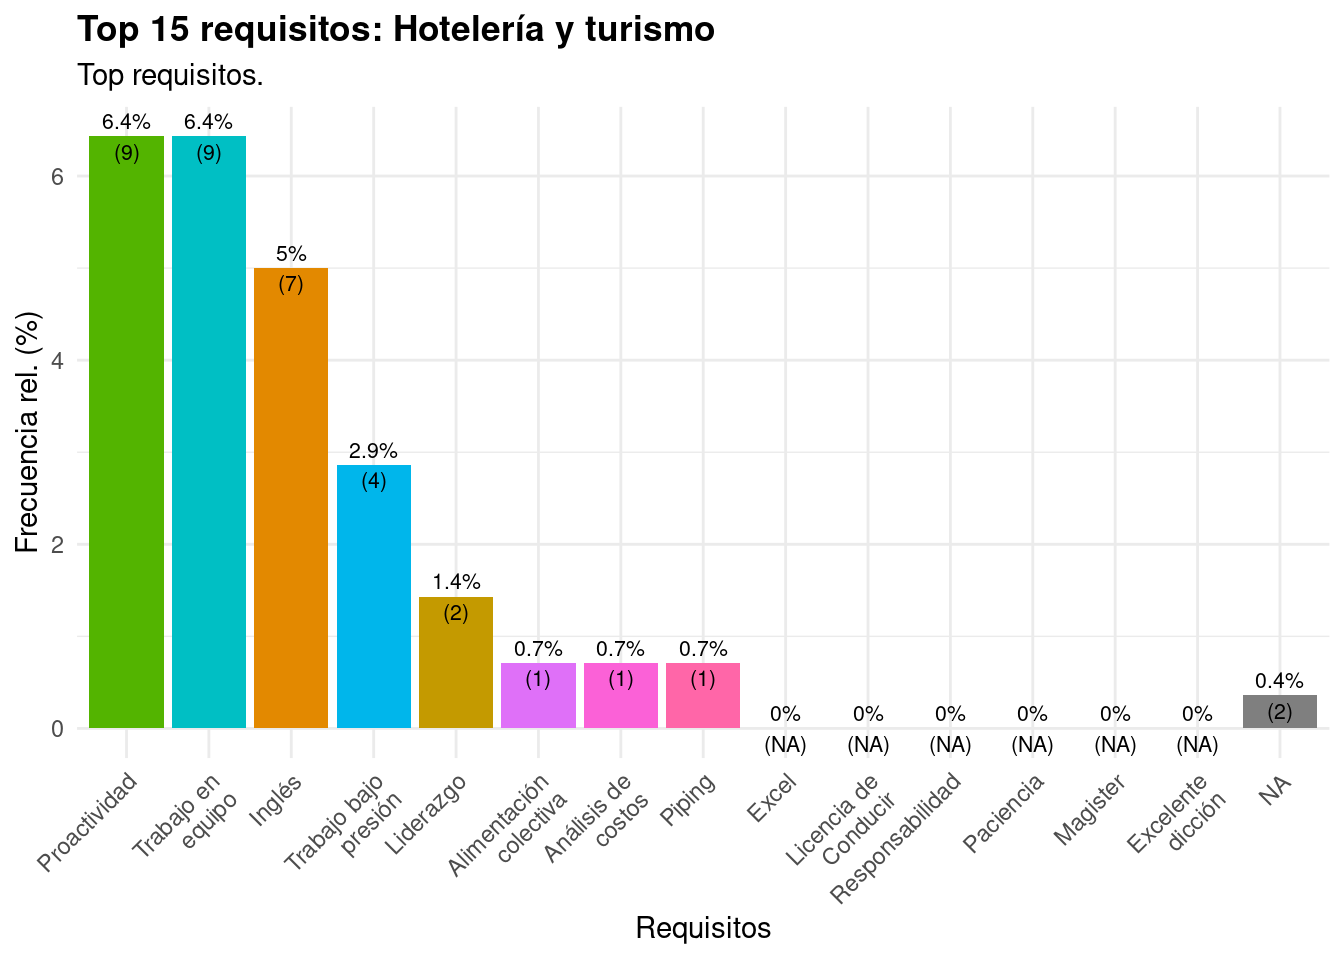 Top 15 requisitos: Hotelería y turismo
Top requisitos.
Frecuencia rel. (%)
6
4
2
0
6.4%
(9)
6.4%
(9)
5%
(7)
2.9%
(4)
1.4%
(2)
0.7%
(1)
0.7%
(1)
0.7%
(1)
0%
(NA)
0%
(NA)
0%
(NA)
0%
(NA)
0%
(NA)
0%
(NA)
0.4%
(2)
Proactividad
Trabajo en
equipo
Inglés
Trabajo bajo
presión
Liderazgo
Alimentación
colectiva
Análisis de
costos
Piping
Excel
Licencia de
Conducir
Responsabilidad
Paciencia
Magister
Excelente
dicción
NA
Requisitos